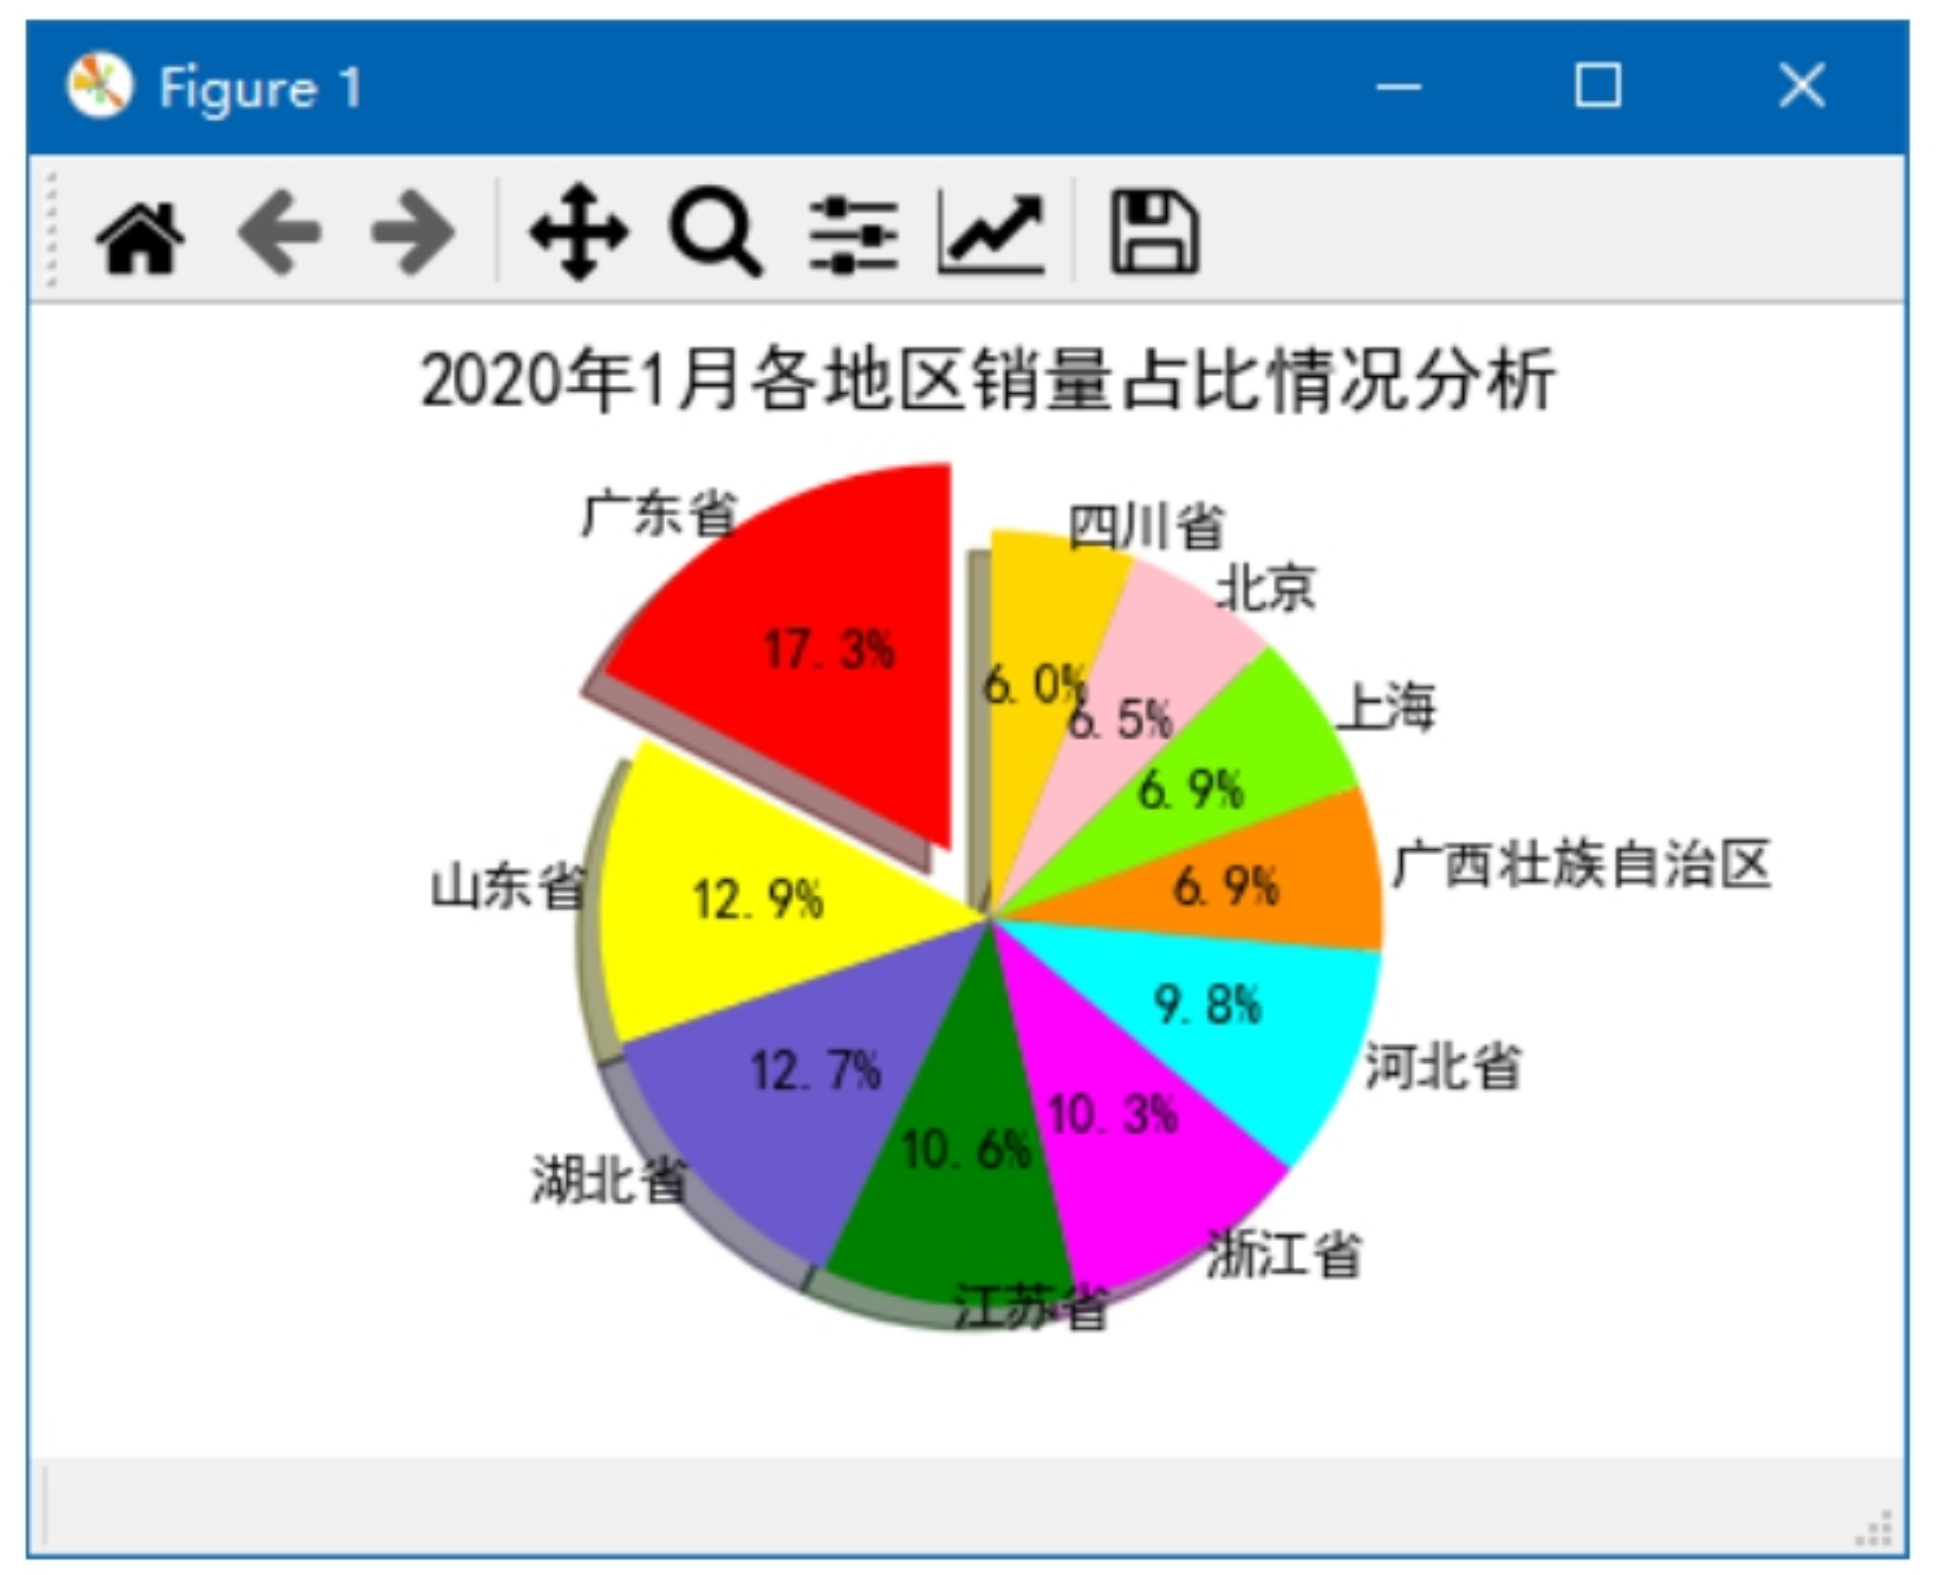 Figure 1
2020年1月各地区销量占比情况分析
广东省
四川省
北京
17.3%
6.0%
6.5%
上海
6.9%
山东省
12.9%
6.9%
广西壮族自治区
9.8%
12.7%
河北省
10.3%
10.6%
湖北省
浙江省
江苏省